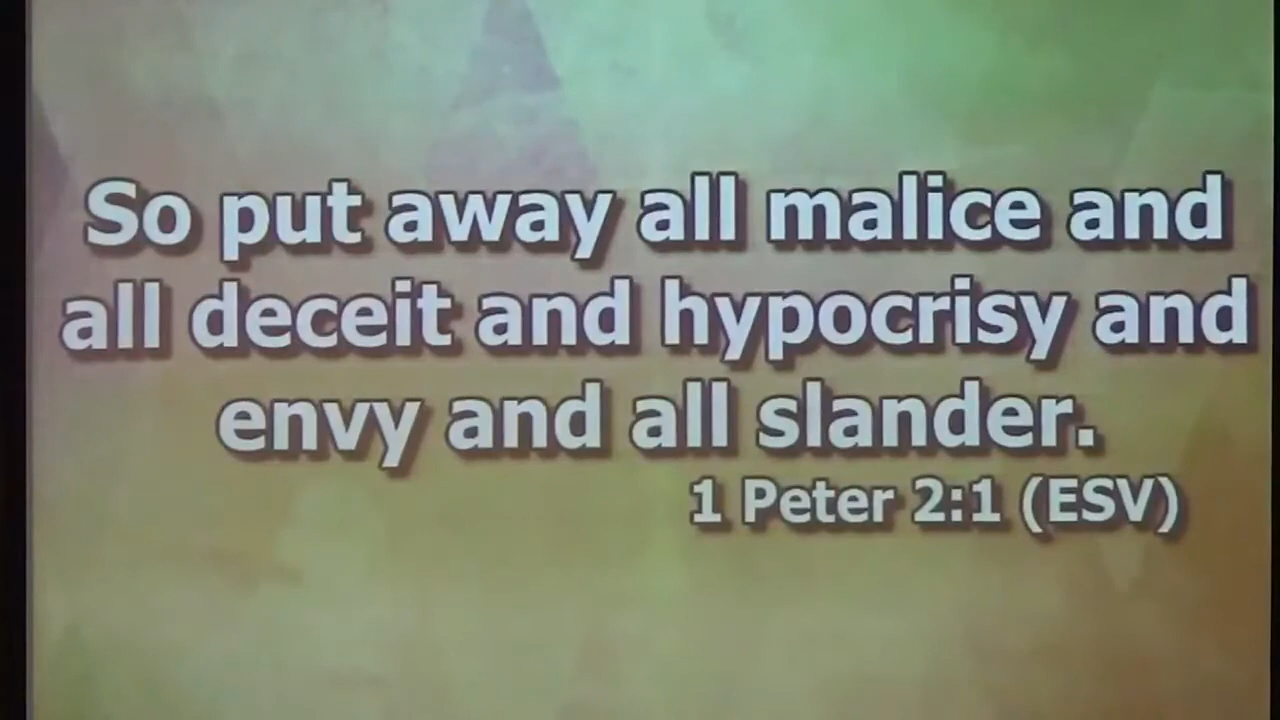 So put away all malice and
all deceit and hypocrisy and
envy and all slander.
1 Peter 2:1 (ESV)